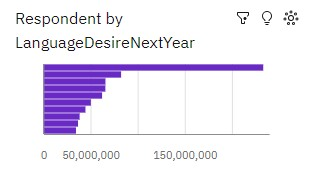 Respondent by
LanguageDesireNextYear
0 50,000,000 150,000,000